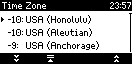 Time Zone 23:57
-10: USA (Honolulu)
-10: USA (Aleutian)
-9: USA (Anchorage)